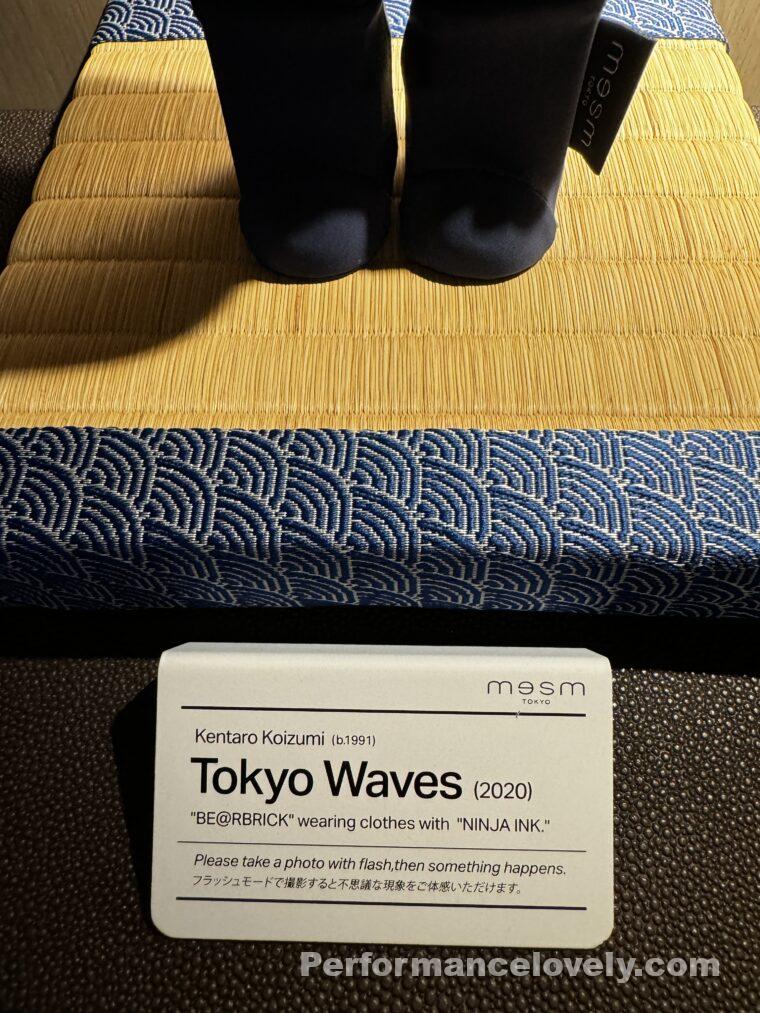 mesm
TOKYO
mesm
TOKYO
Kentaro Koizumi (b.1991)
Tokyo Waves (2020)
"BE@RBRICK" wearing clothes with "NINJA INK."
Please take a photo with flash,then something happens.
フラッシュモードで撮影すると不思議な現象をご体感いただけます。
Performancelovely.com